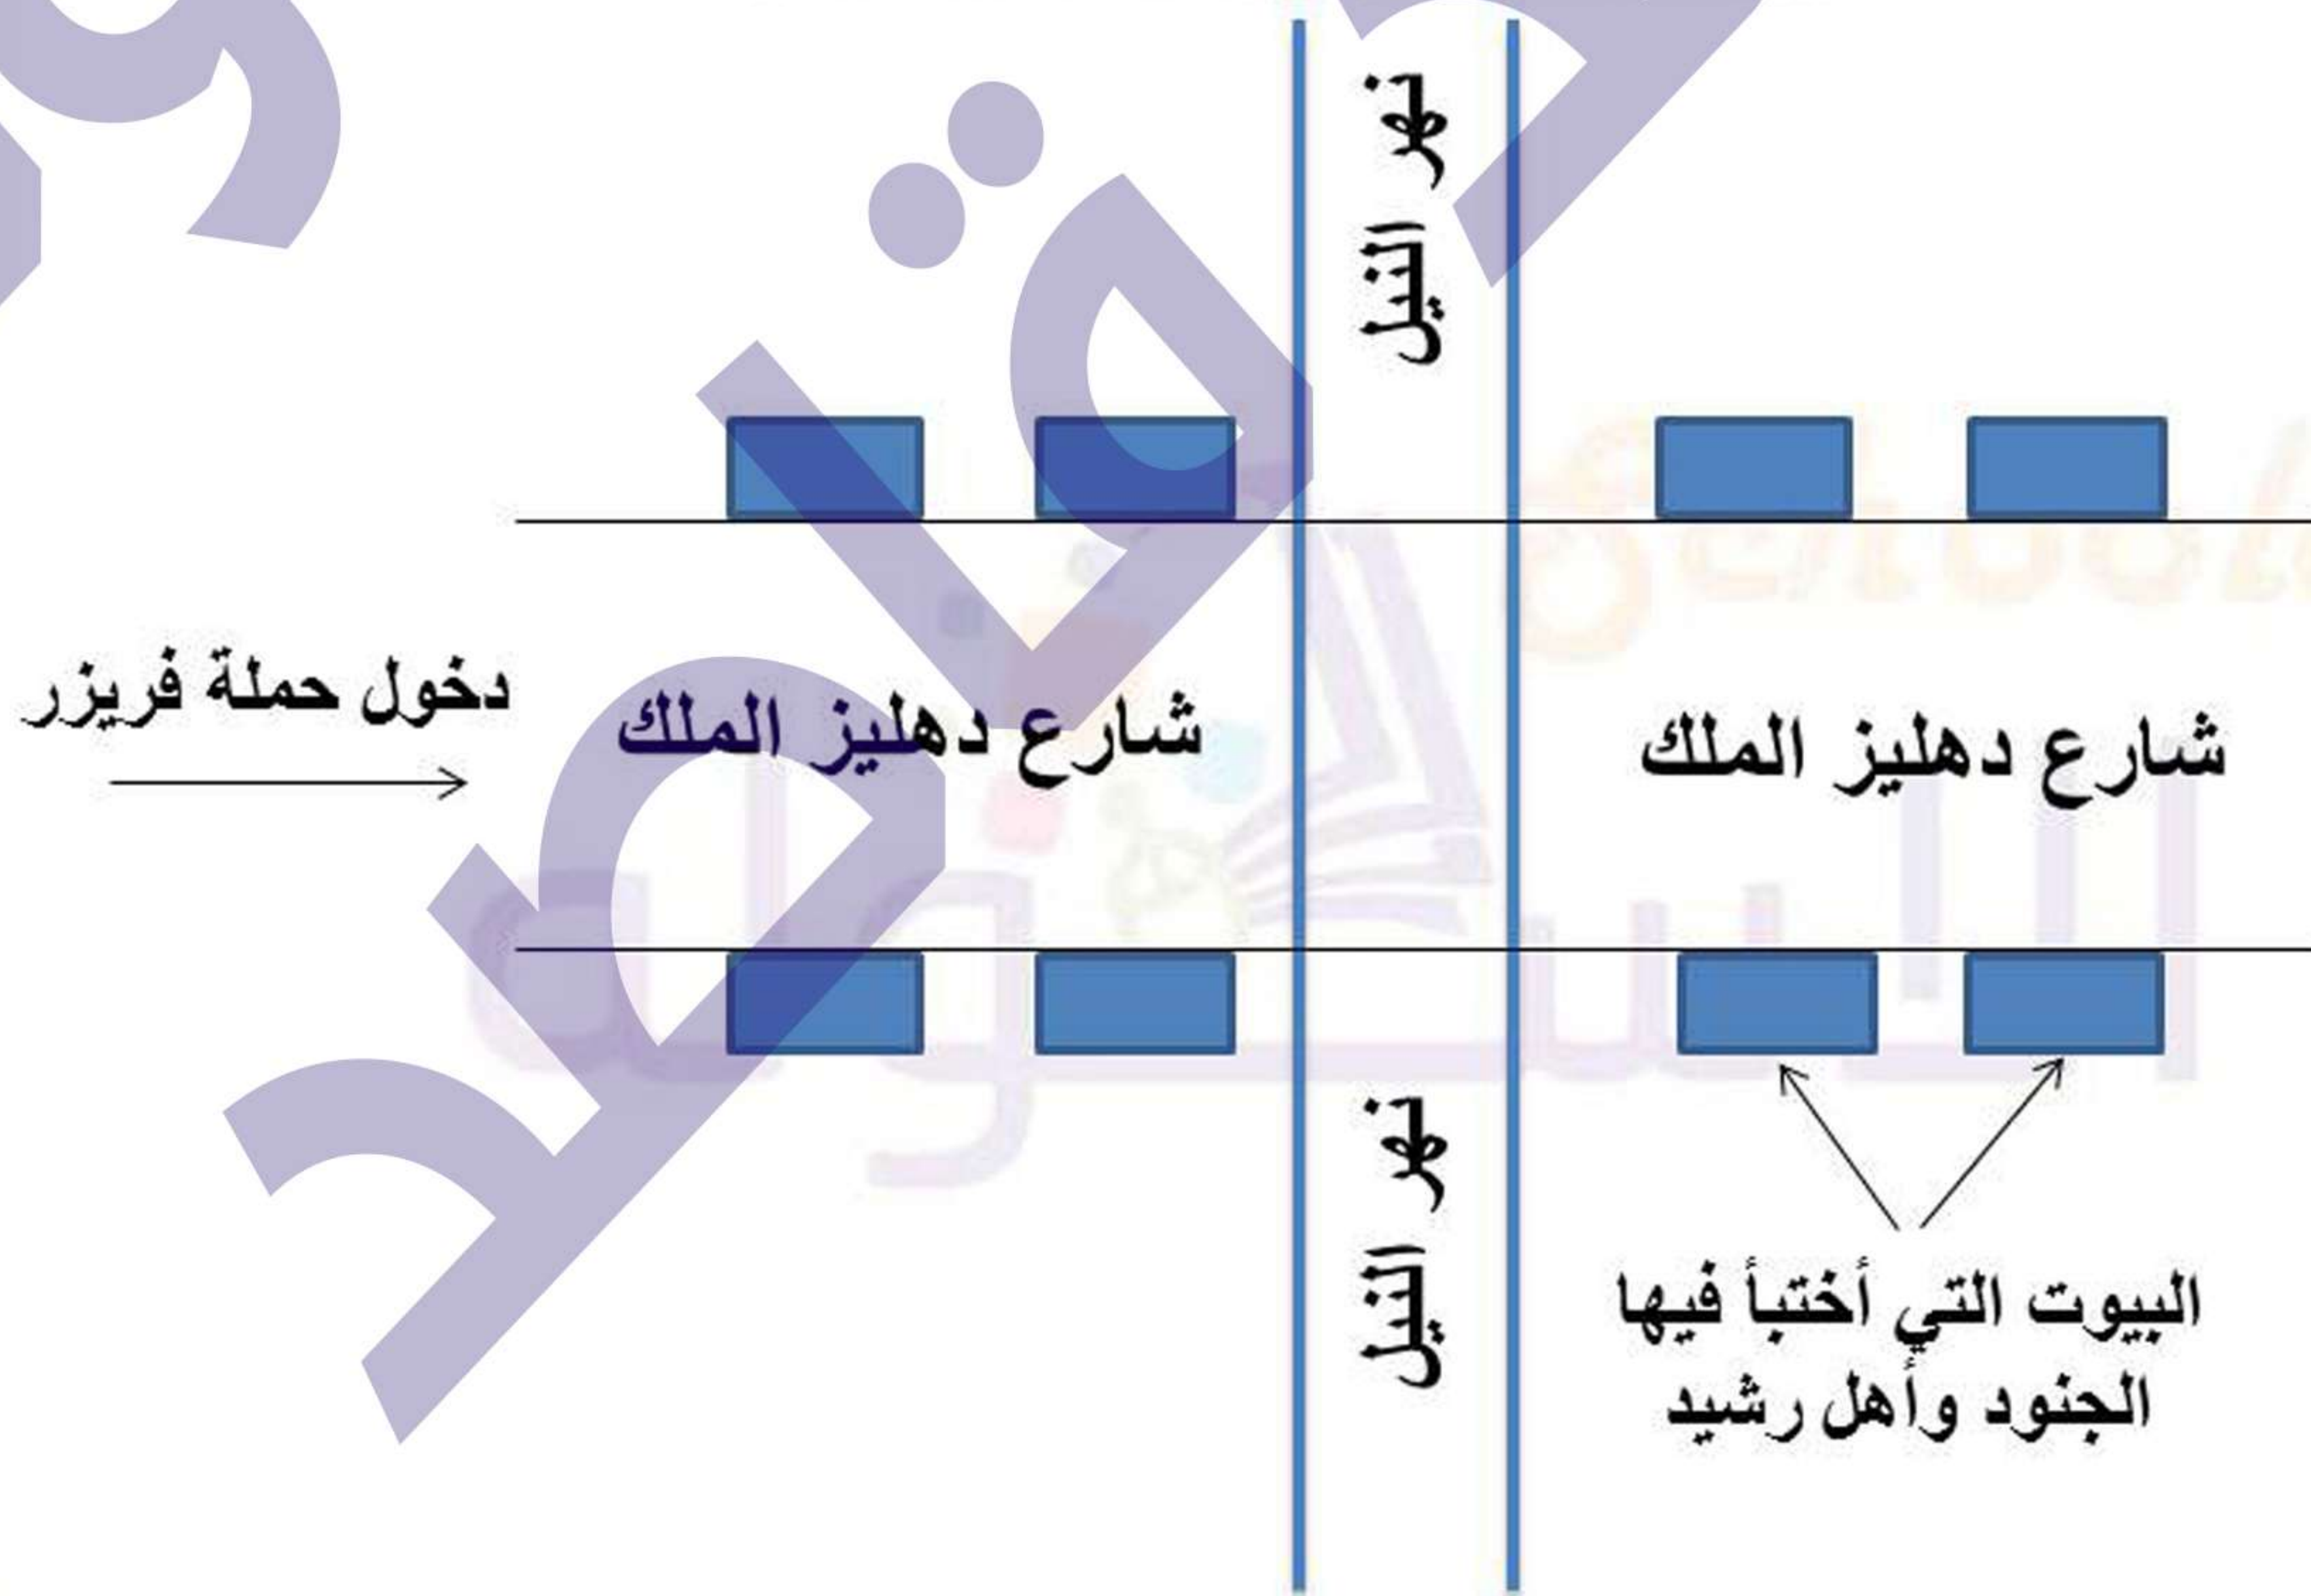 نهر النيل
دخول حملة فريزر
شارع دهليز الملك
شارع دهليز الملك
نهر النيل
البيوت التي أختبأ فيها
الجنود وأهل رشيد